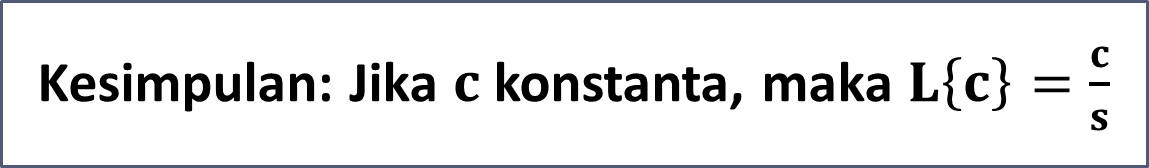 Kesimpulan: Jika c konstanta, maka L{c} = c/s